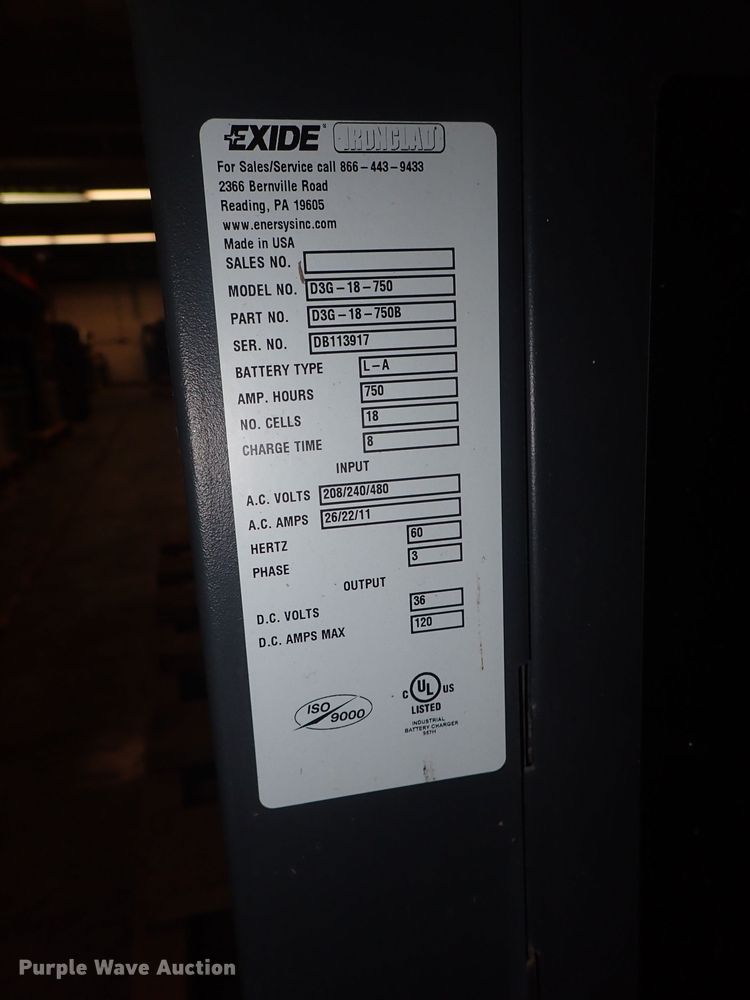 EXIDE® IRONCLAD
For Sales/Service call 866-443-9433
2366 Bernville Road
Reading, PA 19605
www.enersysinc.com
Made in USA
SALES NO.
MODEL NO. D3G-18-750
PART NO. D3G-18-750B
SER. NO. DB113917
BATTERY TYPE L-A
AMP. HOURS 750
NO. CELLS 18
CHARGE TIME 8
INPUT
A.C. VOLTS 208/240/480
A.C. AMPS 26/22/11
HERTZ 60
PHASE 3
OUTPUT
D.C. VOLTS 36
D.C. AMPS MAX 120
ISO 9000
C UL US
LISTED
INDUSTRIAL
BATTERY CHARGER
Purple Wave Auction